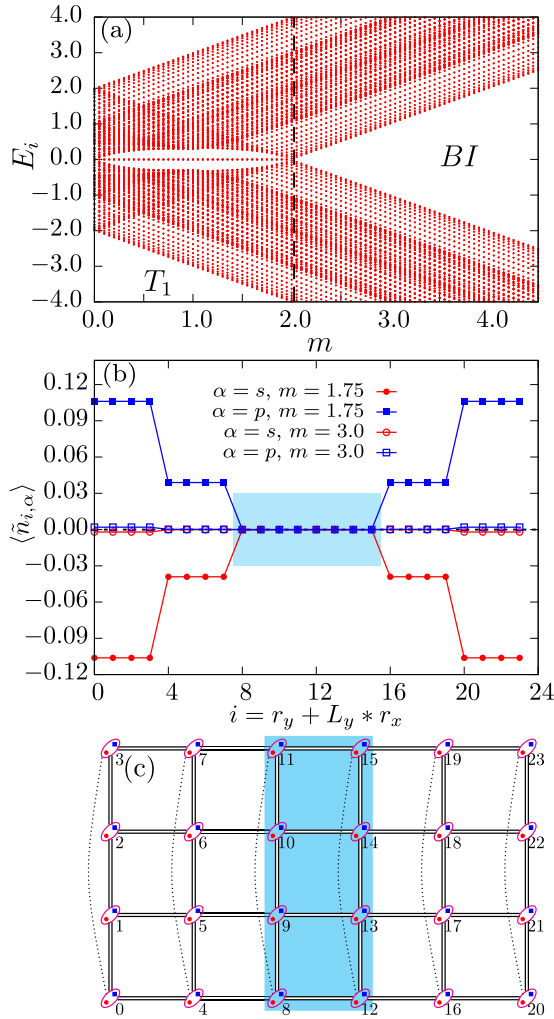 (a)
4.0
3.0
2.0
1.0
0.0
−1.0
−2.0
−3.0
−4.0
E_i
BI
T_1
0.0 1.0 2.0 3.0 4.0
m
(b)
0.12
0.09
0.06
0.03
0.00
−0.03
−0.06
−0.09
−0.12
⟨ñ_{i,α}⟩
α = s, m = 1.75
α = p, m = 1.75
α = s, m = 3.0
α = p, m = 3.0
0 4 8 12 16 20 24
i = r_y + L_y * r_x
(c)
3 7 11 15 19 23
2 6 10 14 18 22
1 5 9 13 17 21
0 4 8 12 16 20